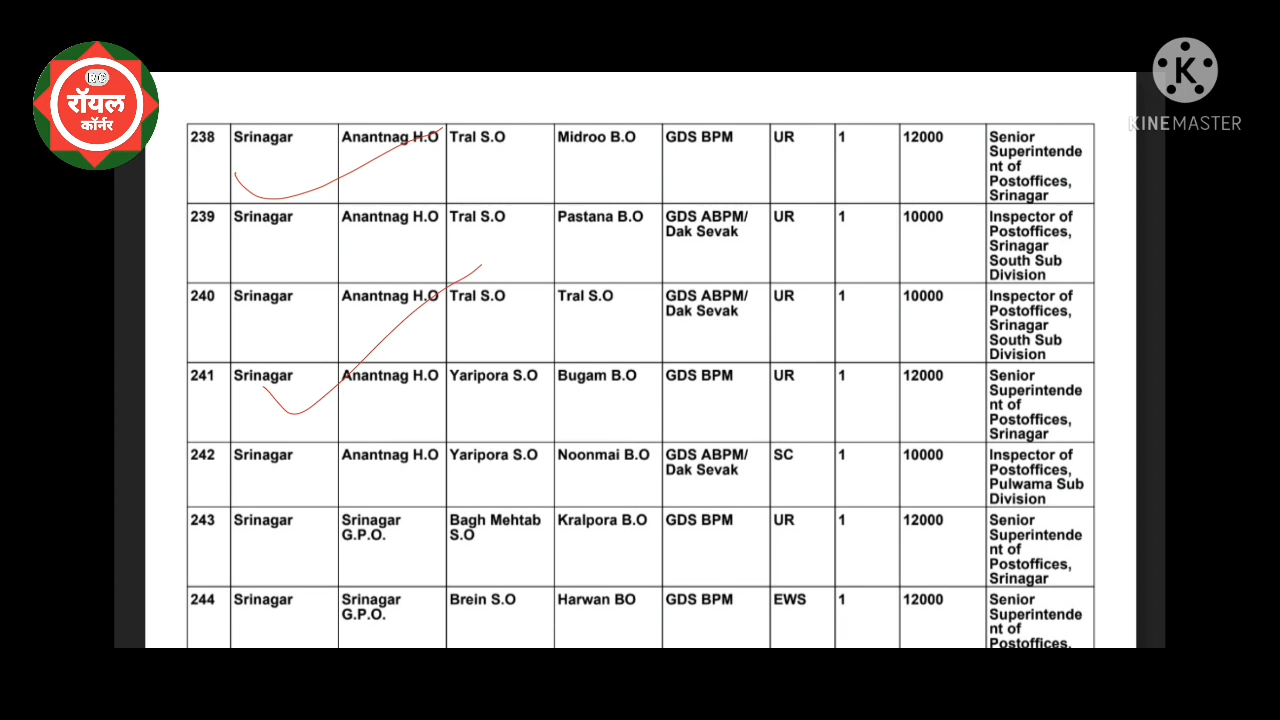 RC
रॉयल
कॉर्नर
K
KINEMASTER
238 Srinagar Anantnag H.O Tral S.O Midroo B.O GDS BPM UR 1 12000 Senior
Superintende
nt of
Postoffices,
Srinagar
239 Srinagar Anantnag H.O Tral S.O Pastana B.O GDS ABPM/ UR 1 10000 Inspector of
Dak Sevak Postoffices,
Srinagar
South Sub
Division
240 Srinagar Anantnag H.O Tral S.O Tral S.O GDS ABPM/ UR 1 10000 Inspector of
Dak Sevak Postoffices,
Srinagar
South Sub
Division
241 Srinagar Anantnag H.O Yaripora S.O Bugam B.O GDS BPM UR 1 12000 Senior
Superintende
nt of
Postoffices,
Srinagar
242 Srinagar Anantnag H.O Yaripora S.O Noonmai B.O GDS ABPM/ SC 1 10000 Inspector of
Dak Sevak Postoffices,
Pulwama Sub
Division
243 Srinagar Srinagar Bagh Mehtab Kralpora B.O GDS BPM UR 1 12000 Senior
G.P.O. S.O Superintende
nt of
Postoffices,
Srinagar
244 Srinagar Srinagar Brein S.O Harwan BO GDS BPM EWS 1 12000 Senior
G.P.O. Superintende
nt of
Postoffices,